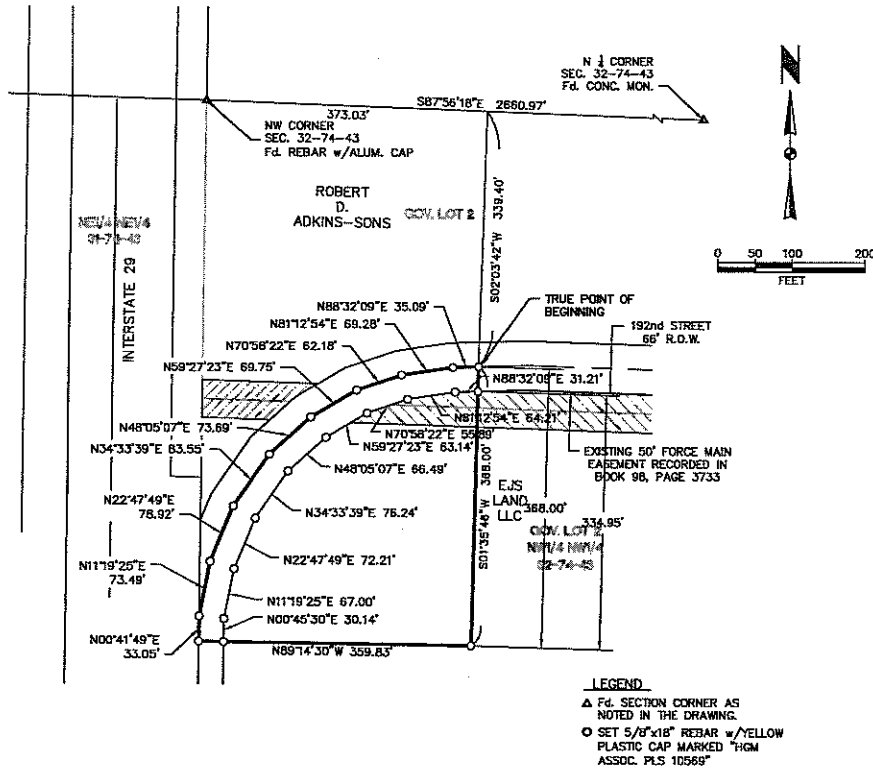 N 1/4 CORNER
SEC. 32-74-43
Fd. CONC. MON.
N
S87°56'18"E 2660.97'
373.03'
NW CORNER
SEC. 32-74-43
Fd. REBAR w/ALUM. CAP
ROBERT
D.
ADKINS-SONS
GOV. LOT 2
NE1/4 NE1/4
INTERSTATE 29
S02°03'42"W 339.40'
0 50 100 200
FEET
N88°32'09"E 35.09'
TRUE POINT OF
BEGINNING
N81°12'54"E 69.28'
192nd STREET
66' R.O.W.
N70°58'22"E 62.18'
N59°27'23"E 69.75'
N88°32'09"E 31.21'
N81°12'54"E 64.21'
N48°05'07"E 73.69'
N70°58'22"E
N59°27'23"E 63.14'
N34°33'39"E 83.55'
N48°05'07"E 66.49'
EXISTING 50' FORCE MAIN
EASEMENT RECORDED IN
BOOK 98, PAGE 3733
S01°35'46"W 368.00'
EJS
LAND,
LLC
368.00'
334.95'
N34°33'39"E 76.24'
N22°47'49"E
78.92'
GOV. LOT 2
NW1/4 NW1/4
32-74-43
N22°47'49"E 72.21'
N11°19'25"E
73.49'
N11°19'25"E 67.00'
N00°45'30"E 30.14'
N00°41'49"E
33.05'
N89°14'30"W 359.83'
LEGEND
Fd. SECTION CORNER AS
NOTED IN THE DRAWING.
SET 5/8"x18" REBAR w/YELLOW
PLASTIC CAP MARKED "HGM
ASSOC. PLS 10569"